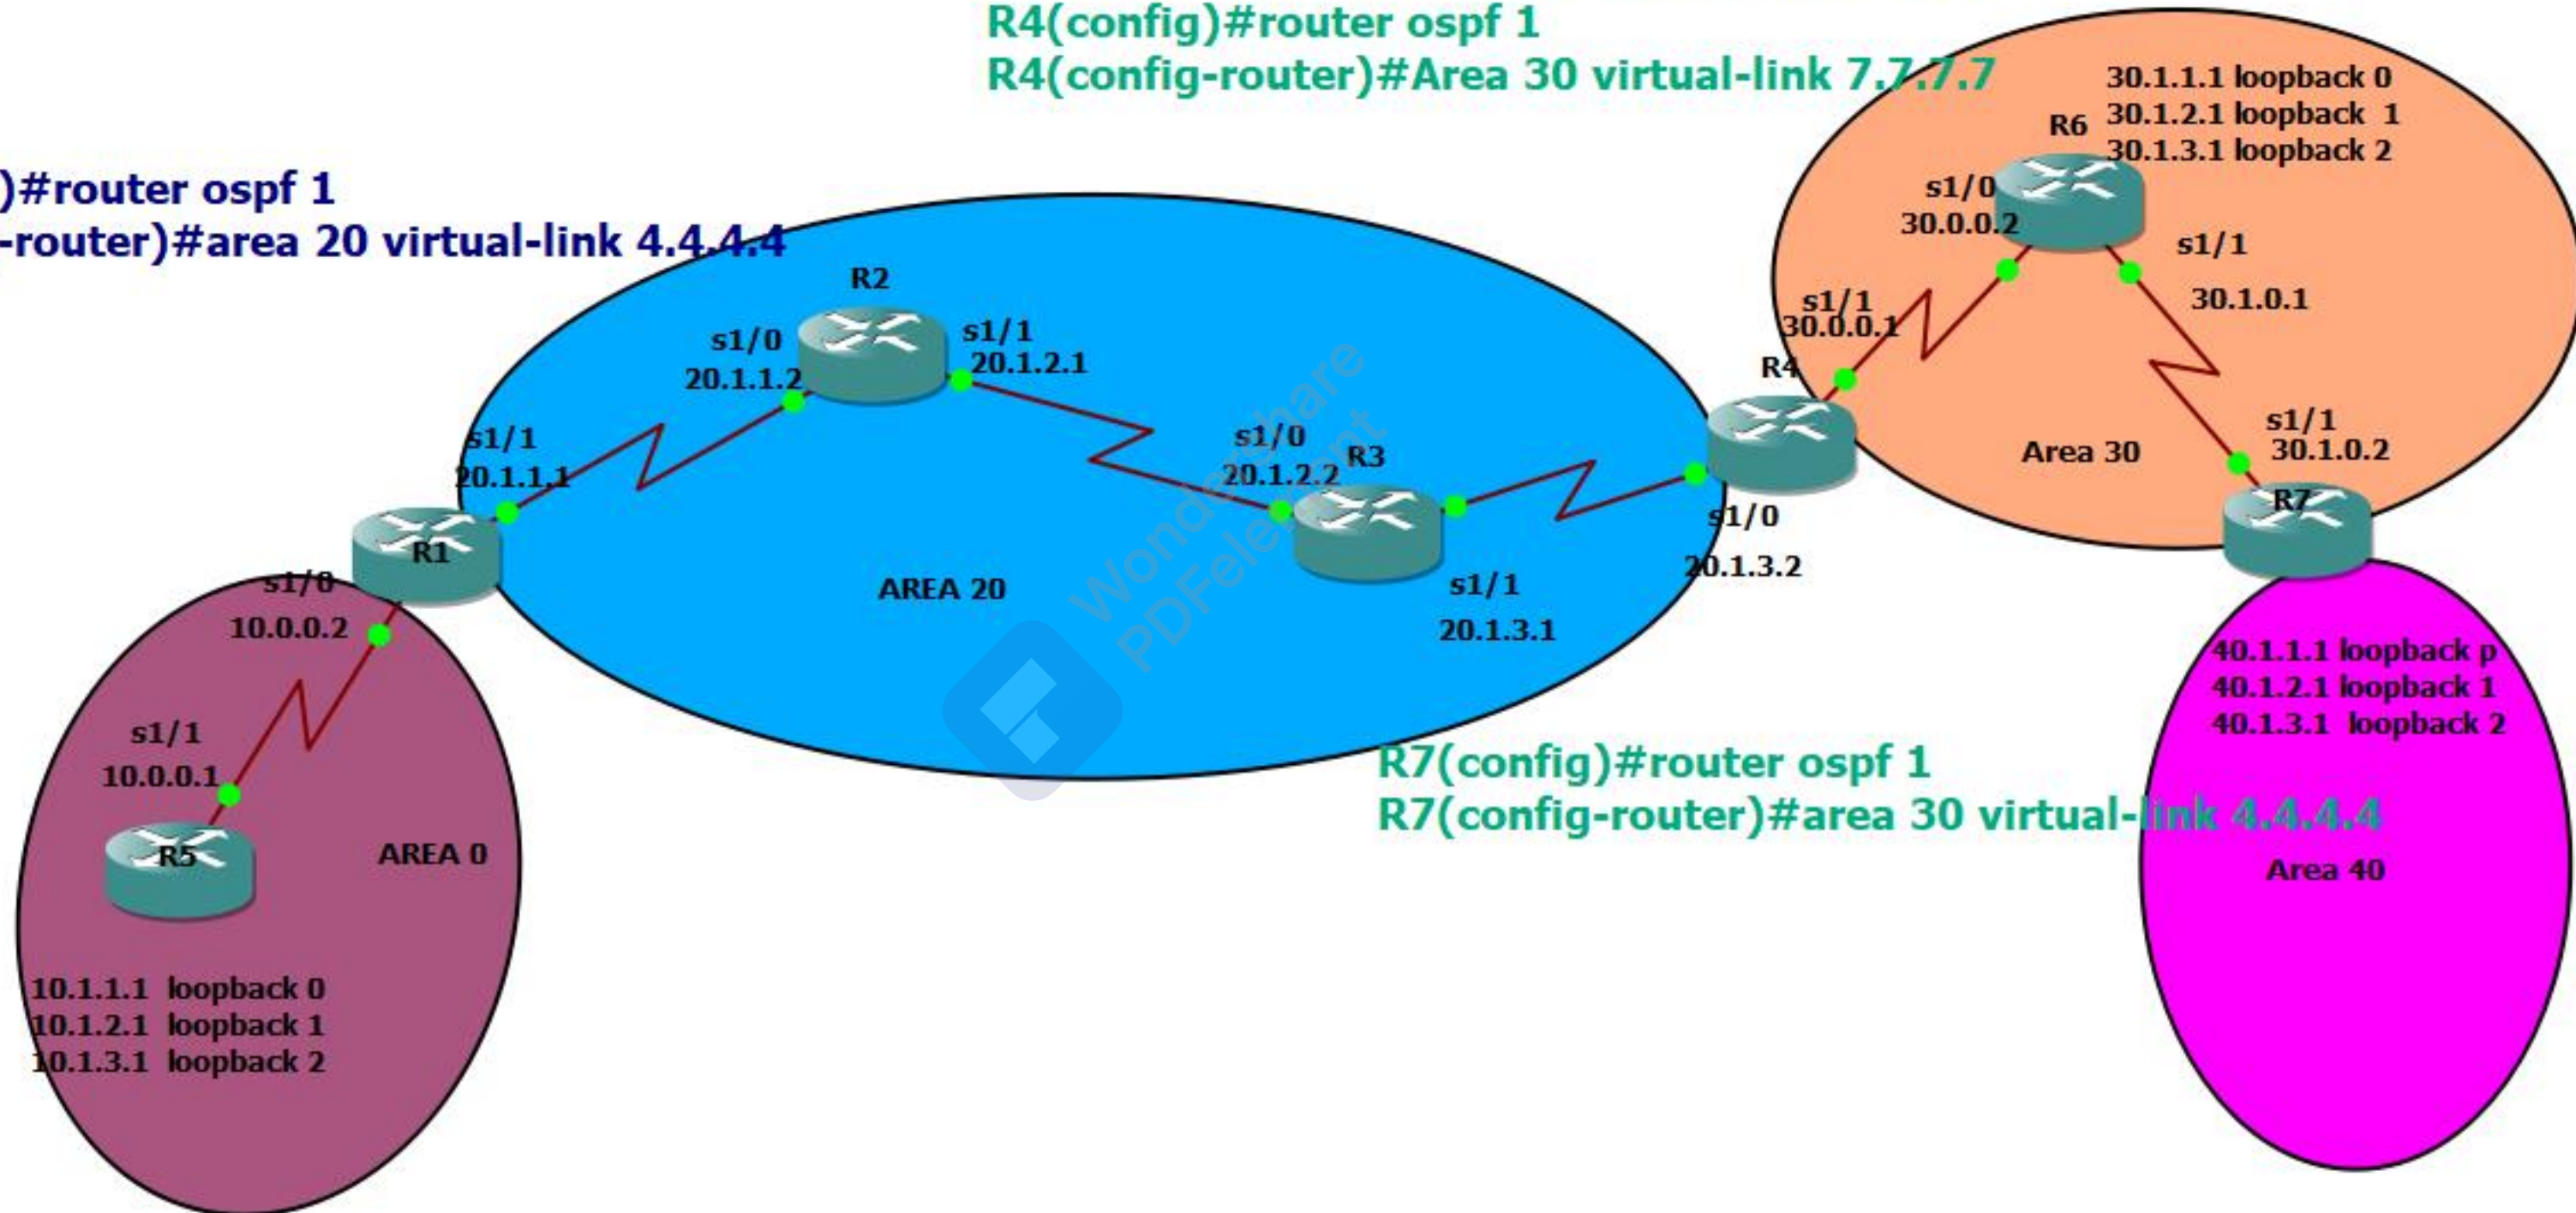 R4(config)#router ospf 1
R4(config-router)#Area 30 virtual-link 7.7.7.7
)#router ospf 1
-router)#area 20 virtual-link 4.4.4.4
30.1.1.1 loopback 0
30.1.2.1 loopback  1
30.1.3.1 loopback 2
R6
s1/0
30.0.0.2
s1/1
30.1.0.1
s1/1
30.0.0.1
R4
R2
s1/0
20.1.1.2
s1/1
20.1.2.1
s1/1
20.1.1.1
s1/0
20.1.2.2
R3
Area 30
s1/1
30.1.0.2
R7
s1/0
20.1.3.2
s1/1
20.1.3.1
AREA 20
R1
s1/0
10.0.0.2
Wondershare
PDFelement
40.1.1.1 loopback p
40.1.2.1 loopback 1
40.1.3.1  loopback 2
R7(config)#router ospf 1
R7(config-router)#area 30 virtual-link 4.4.4.4
Area 40
s1/1
10.0.0.1
R5
AREA 0
10.1.1.1  loopback 0
10.1.2.1  loopback 1
10.1.3.1  loopback 2